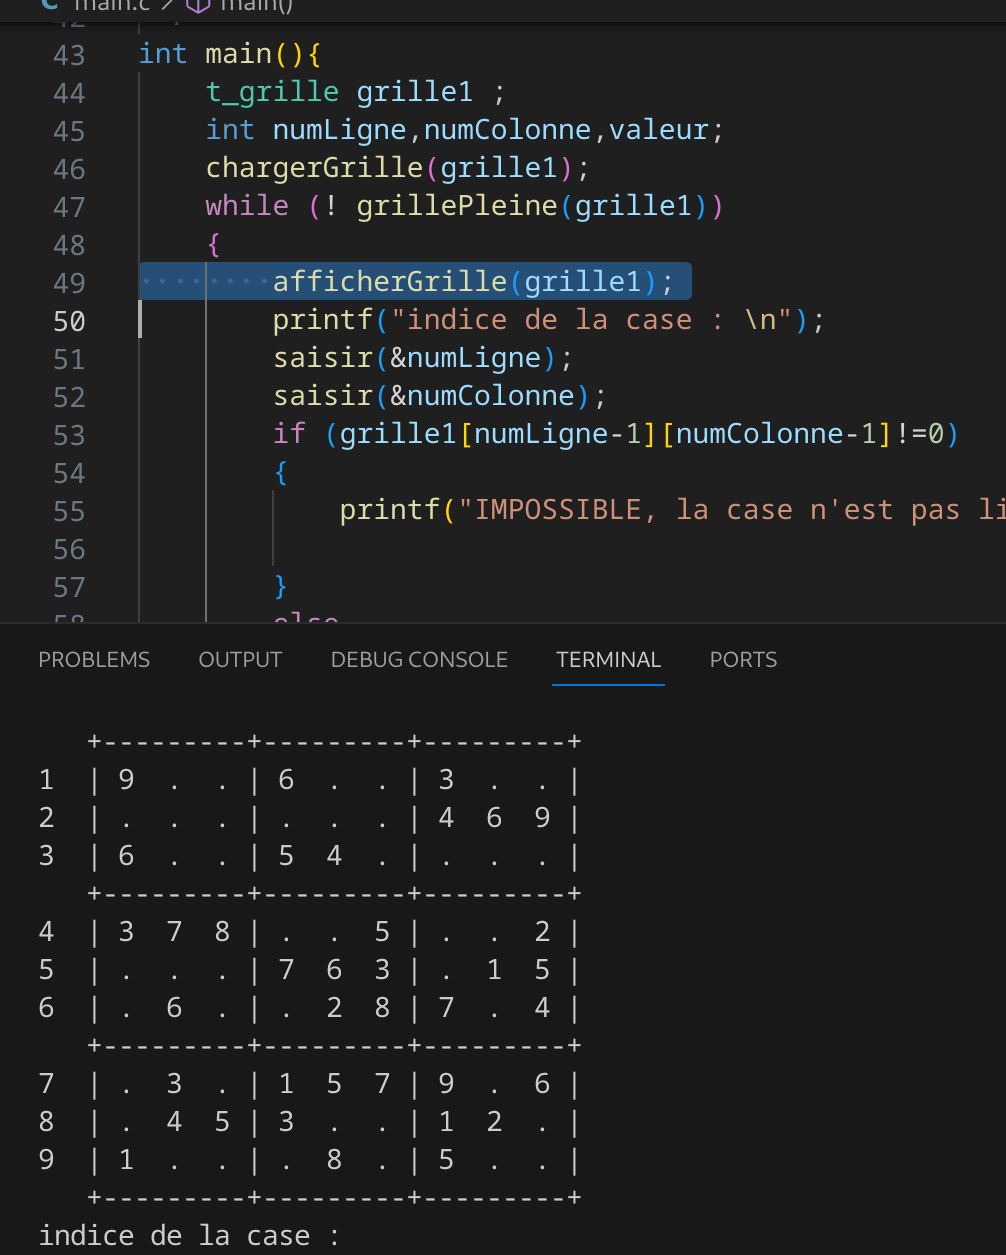 main.c > main()
42
43 int main(){
44 t_grille grille1 ;
45 int numLigne,numColonne,valeur;
46 chargerGrille(grille1);
47 while (! grillePleine(grille1))
48 {
49 ········afficherGrille(grille1);
50 printf("indice de la case : \n");
51 saisir(&numLigne);
52 saisir(&numColonne);
53 if (grille1[numLigne-1][numColonne-1]!=0)
54 {
55 printf("IMPOSSIBLE, la case n'est pas li
56
57 }
58 else
PROBLEMS OUTPUT DEBUG CONSOLE TERMINAL PORTS
+---------+---------+---------+
1 | 9 . . | 6 . . | 3 . . |
2 | . . . | . . . | 4 6 9 |
3 | 6 . . | 5 4 . | . . . |
+---------+---------+---------+
4 | 3 7 8 | . . 5 | . . 2 |
5 | . . . | 7 6 3 | . 1 5 |
6 | . 6 . | . 2 8 | 7 . 4 |
+---------+---------+---------+
7 | . 3 . | 1 5 7 | 9 . 6 |
8 | . 4 5 | 3 . . | 1 2 . |
9 | 1 . . | . 8 . | 5 . . |
+---------+---------+---------+
indice de la case :